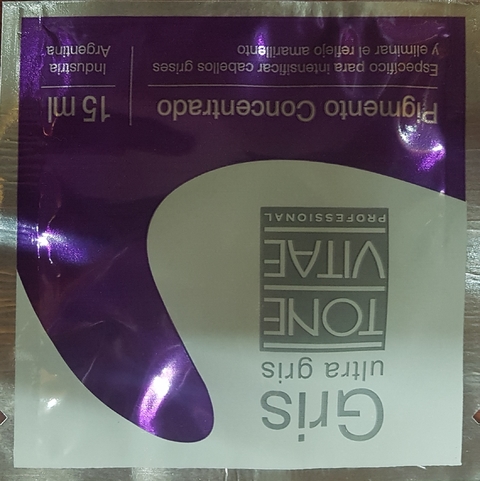 Gris
ultra gris
TONE
VITAE
PROFESSIONAL
Pigmento Concentrado
Específico para intensificar cabellos grises
y eliminar el reflejo amarillento
15 ml
Industria
Argentina